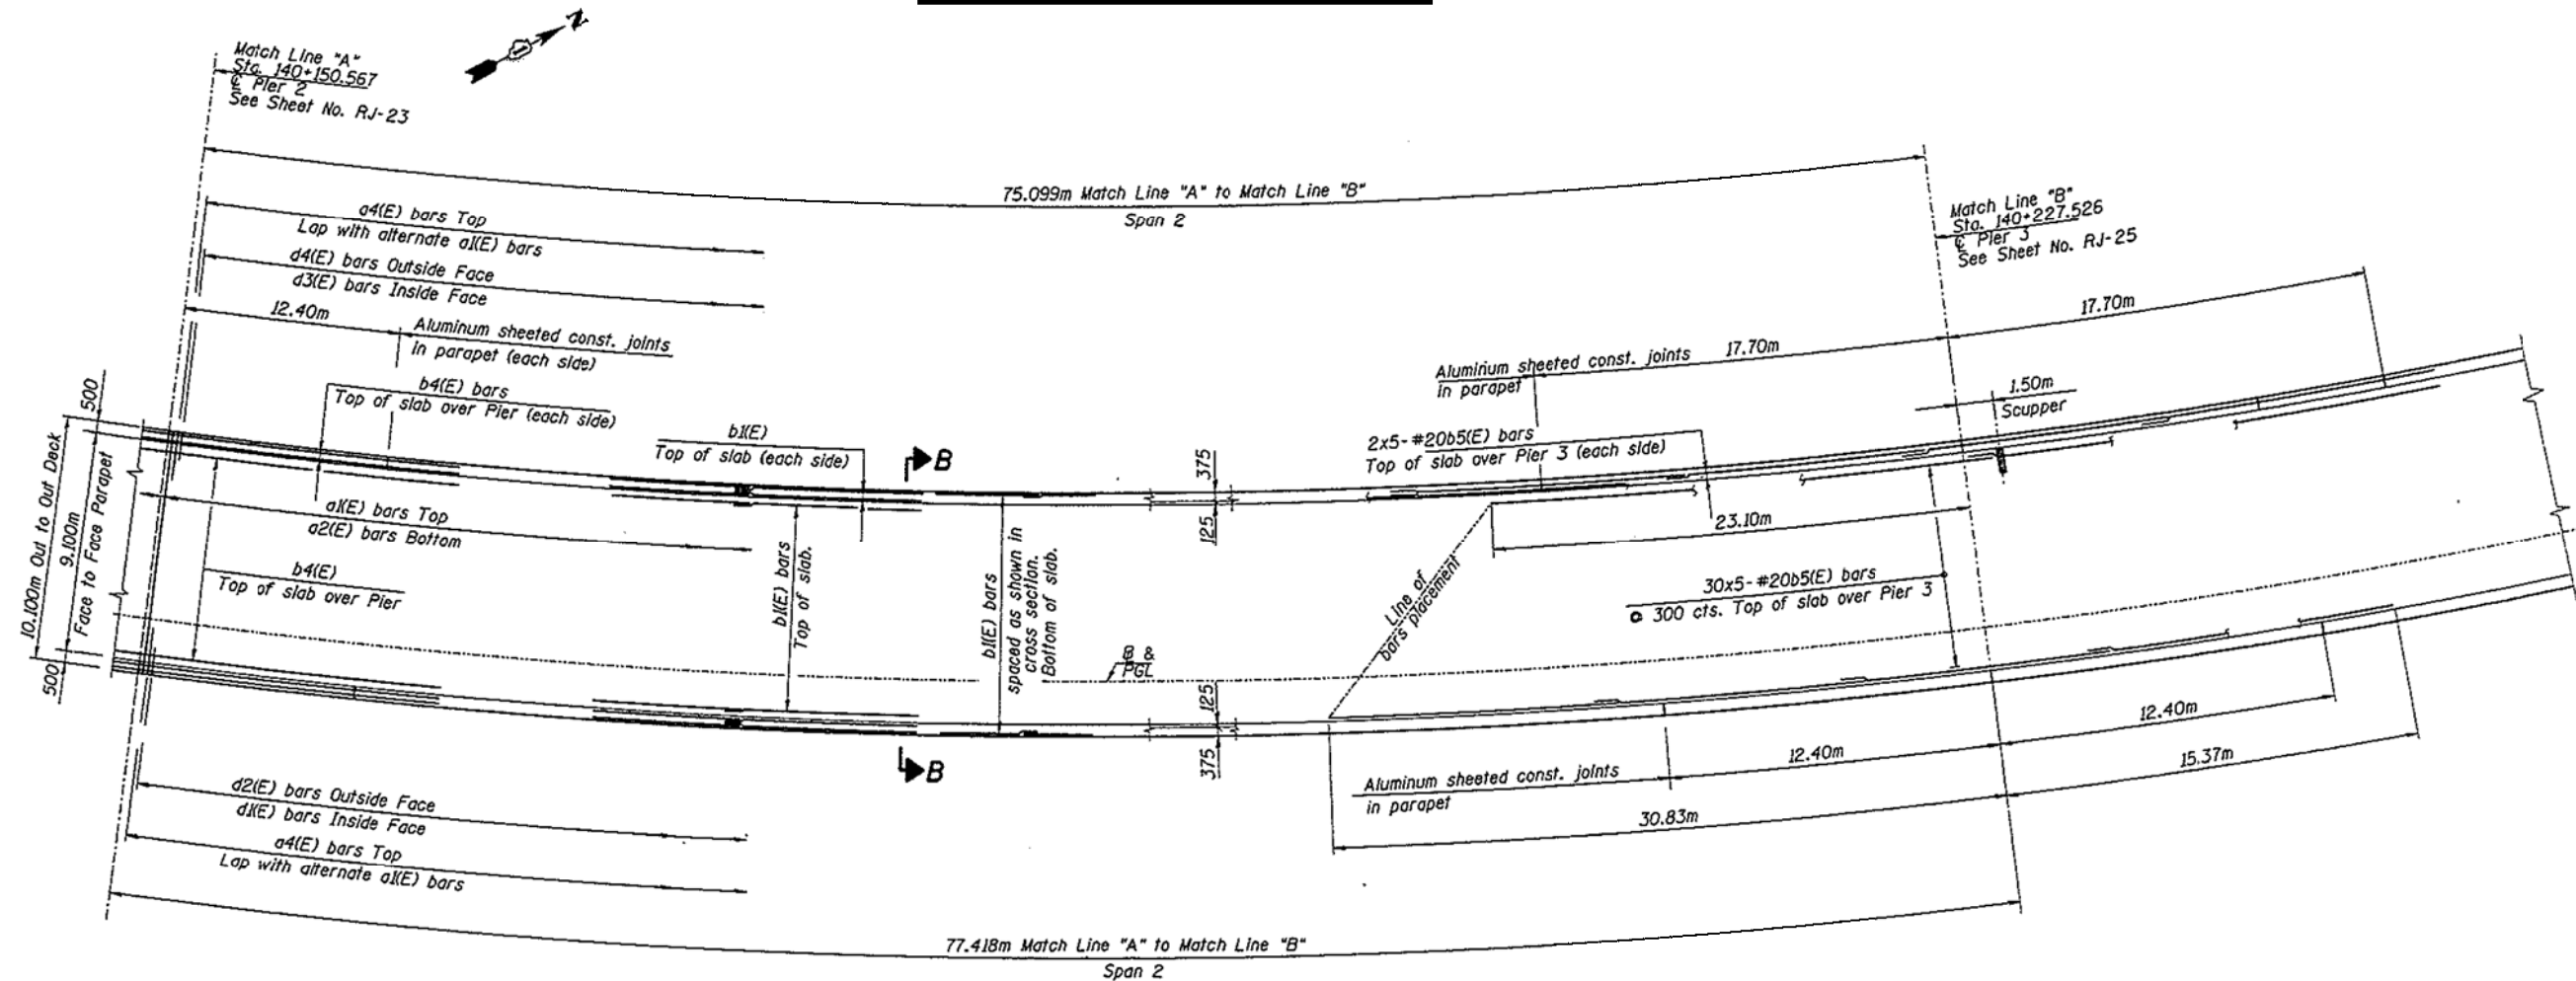 N
Match Line "A"
Sta. 140+150.567
℄ Pier 2
See Sheet No. RJ-23
75.099m Match Line "A" to Match Line "B"
Span 2
Match Line "B"
Sta. 140+227.526
℄ Pier 3
See Sheet No. RJ-25
a4(E) bars Top
Lap with alternate a1(E) bars
d4(E) bars Outside Face
d3(E) bars Inside Face
12.40m
Aluminum sheeted const. joints
in parapet (each side)
b4(E) bars
Top of slab over Pier (each side)
b1(E)
Top of slab (each side)
B
375
125
Aluminum sheeted const. joints
in parapet
17.70m
17.70m
2x5-#20b5(E) bars
Top of slab over Pier 3 (each side)
1.50m
Scupper
23.10m
500
10.100m Out to Out Deck
9.100m
Face to Face Parapet
500
a1(E) bars Top
a2(E) bars Bottom
b4(E)
Top of slab over Pier
b1(E) bars
Top of slab.
b1(E) bars
spaced as shown in
cross section.
Bottom of slab.
Line of
bars placement
30x5-#20b5(E) bars
@ 300 cts. Top of slab over Pier 3
B &
PGL
125
375
B
Aluminum sheeted const. joints
in parapet
12.40m
12.40m
15.37m
30.83m
d2(E) bars Outside Face
d1(E) bars Inside Face
a4(E) bars Top
Lap with alternate a1(E) bars
77.418m Match Line "A" to Match Line "B"
Span 2